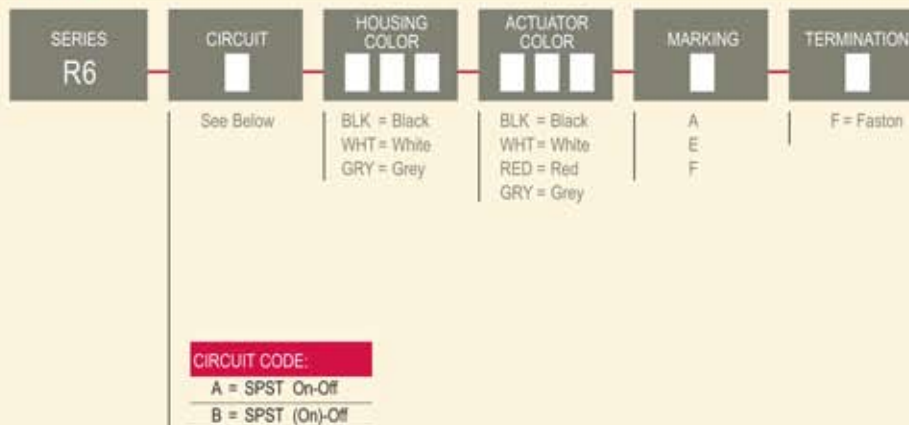 SERIES
R6
CIRCUIT
See Below
HOUSING
COLOR
BLK = Black
WHT = White
GRY = Grey
ACTUATOR
COLOR
BLK = Black
WHT = White
RED = Red
GRY = Grey
MARKING
A
E
F
TERMINATION
F = Faston
CIRCUIT CODE:
A = SPST On-Off
B = SPST (On)-Off